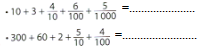 • 10 + 3 + 4/10 + 6/100 + 5/1 000 =......................
• 300 + 60 + 2 + 5/10 + 4/100 =.........................